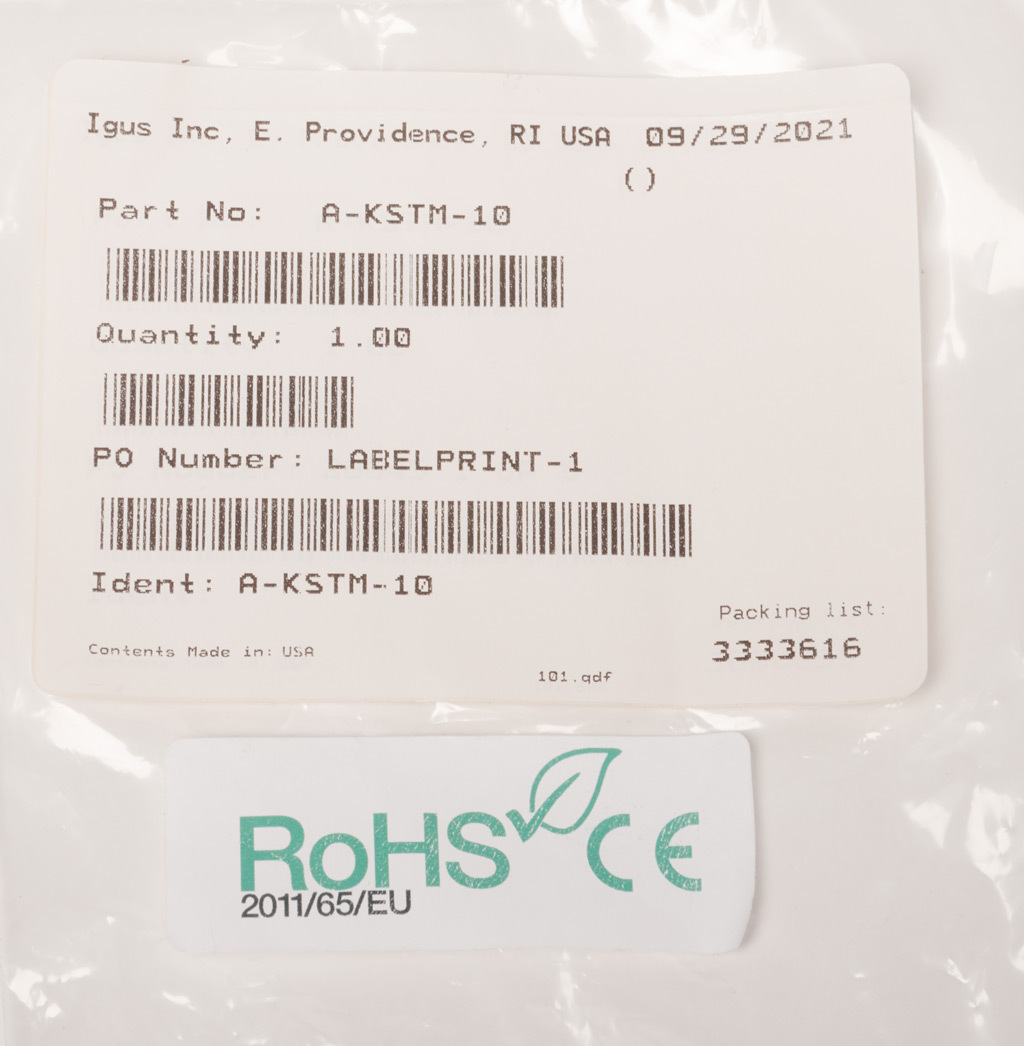 Igus Inc, E. Providence, RI USA 09/29/2021
()
Part No: A-KSTM-10
Quantity: 1.00
PO Number: LABELPRINT-1
Ident: A-KSTM-10
Packing list:
3333616
Contents Made in: USA
101.qdf
RoHS CE
2011/65/EU